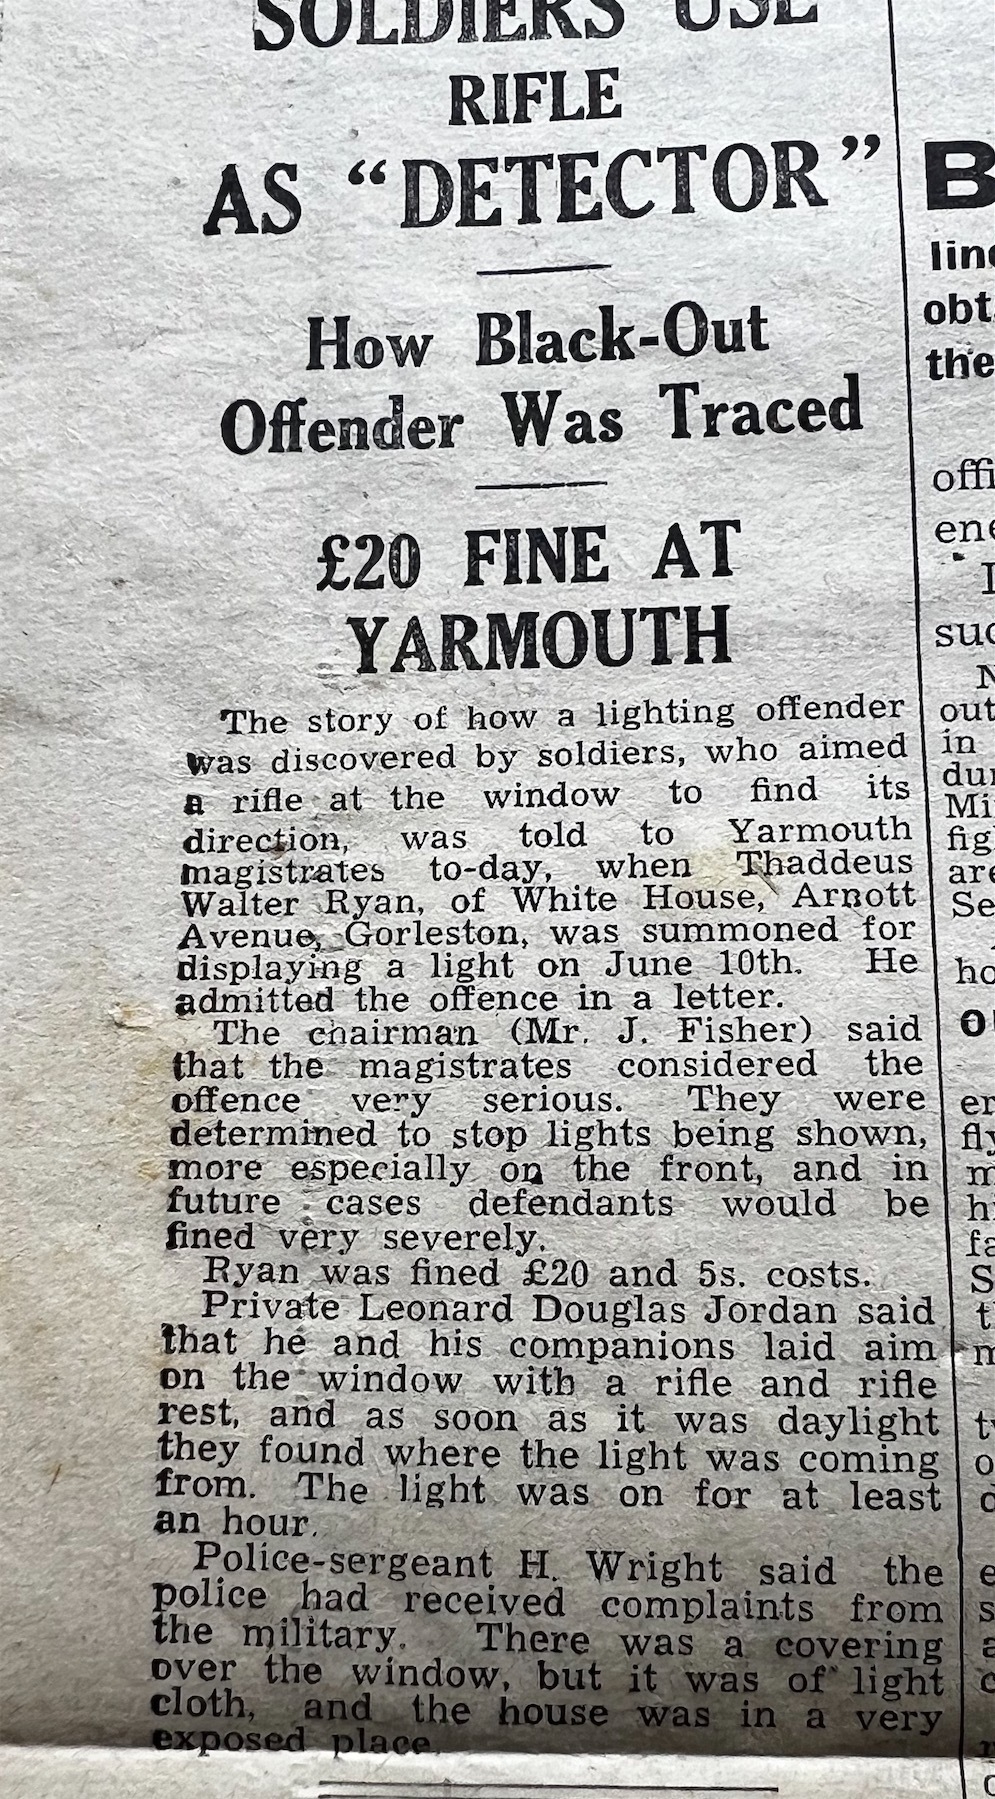 SOLDIERS USE
RIFLE
AS “DETECTOR”
How Black-Out
Offender Was Traced
£20 FINE AT
YARMOUTH
The story of how a lighting offender
was discovered by soldiers, who aimed
a rifle at the window to find its
direction, was told to Yarmouth
magistrates to-day, when Thaddeus
Walter Ryan, of White House, Arnott
Avenue, Gorleston, was summoned for
displaying a light on June 10th. He
admitted the offence in a letter.
The chairman (Mr. J. Fisher) said
that the magistrates considered the
offence very serious. They were
determined to stop lights being shown,
more especially on the front, and in
future cases defendants would be
fined very severely.
Ryan was fined £20 and 5s. costs.
Private Leonard Douglas Jordan said
that he and his companions laid aim
on the window with a rifle and rifle
rest, and as soon as it was daylight
they found where the light was coming
from. The light was on for at least
an hour.
Police-sergeant H. Wright said the
police had received complaints from
the military. There was a covering
over the window, but it was of light
cloth, and the house was in a very
exposed place.
B
obt
the
in